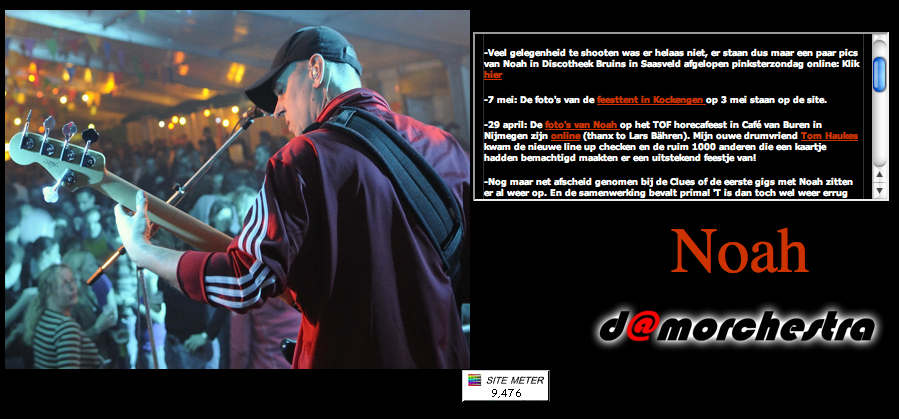 -Veel gelegenheid te shooten was er helaas niet, er staan dus maar een paar pics
van Noah in Discotheek Bruins in Saasveld afgelopen pinksterzondag online: Klik
hier
-7 mei: De foto's van de feesttent in Kockengen op 3 mei staan op de site.
-29 april: De foto's van Noah op het TOF horecafeest in Café van Buren in
Nijmegen zijn online (thanx to Lars Bähren). Mijn ouwe drumvriend Tom Haukes
kwam de nieuwe line up checken en de ruim 1000 anderen die een kaartje
hadden bemachtigd maakten er een uitstekend feestje van!
-Nog maar net afscheid genomen bij de Clues of de eerste gigs met Noah zitten
er al weer op. En de samenwerking bevalt prima! 'T is dan toch wel weer errug
Noah
d@morchestra
SITE METER
9,476